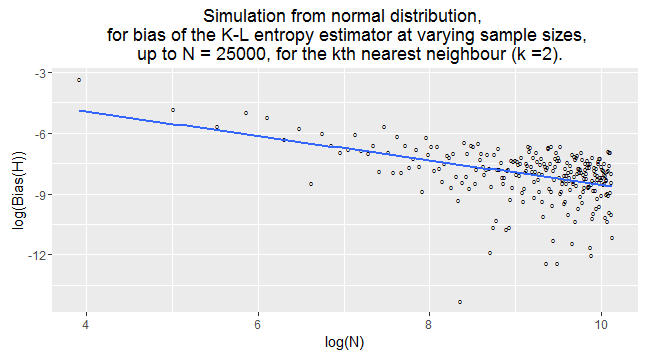 Simulation from normal distribution,
for bias of the K-L entropy estimator at varying sample sizes,
up to N = 25000, for the kth nearest neighbour (k =2).
-3
-6
-9
-12
log(Bias(H))
4 6 8 10
log(N)